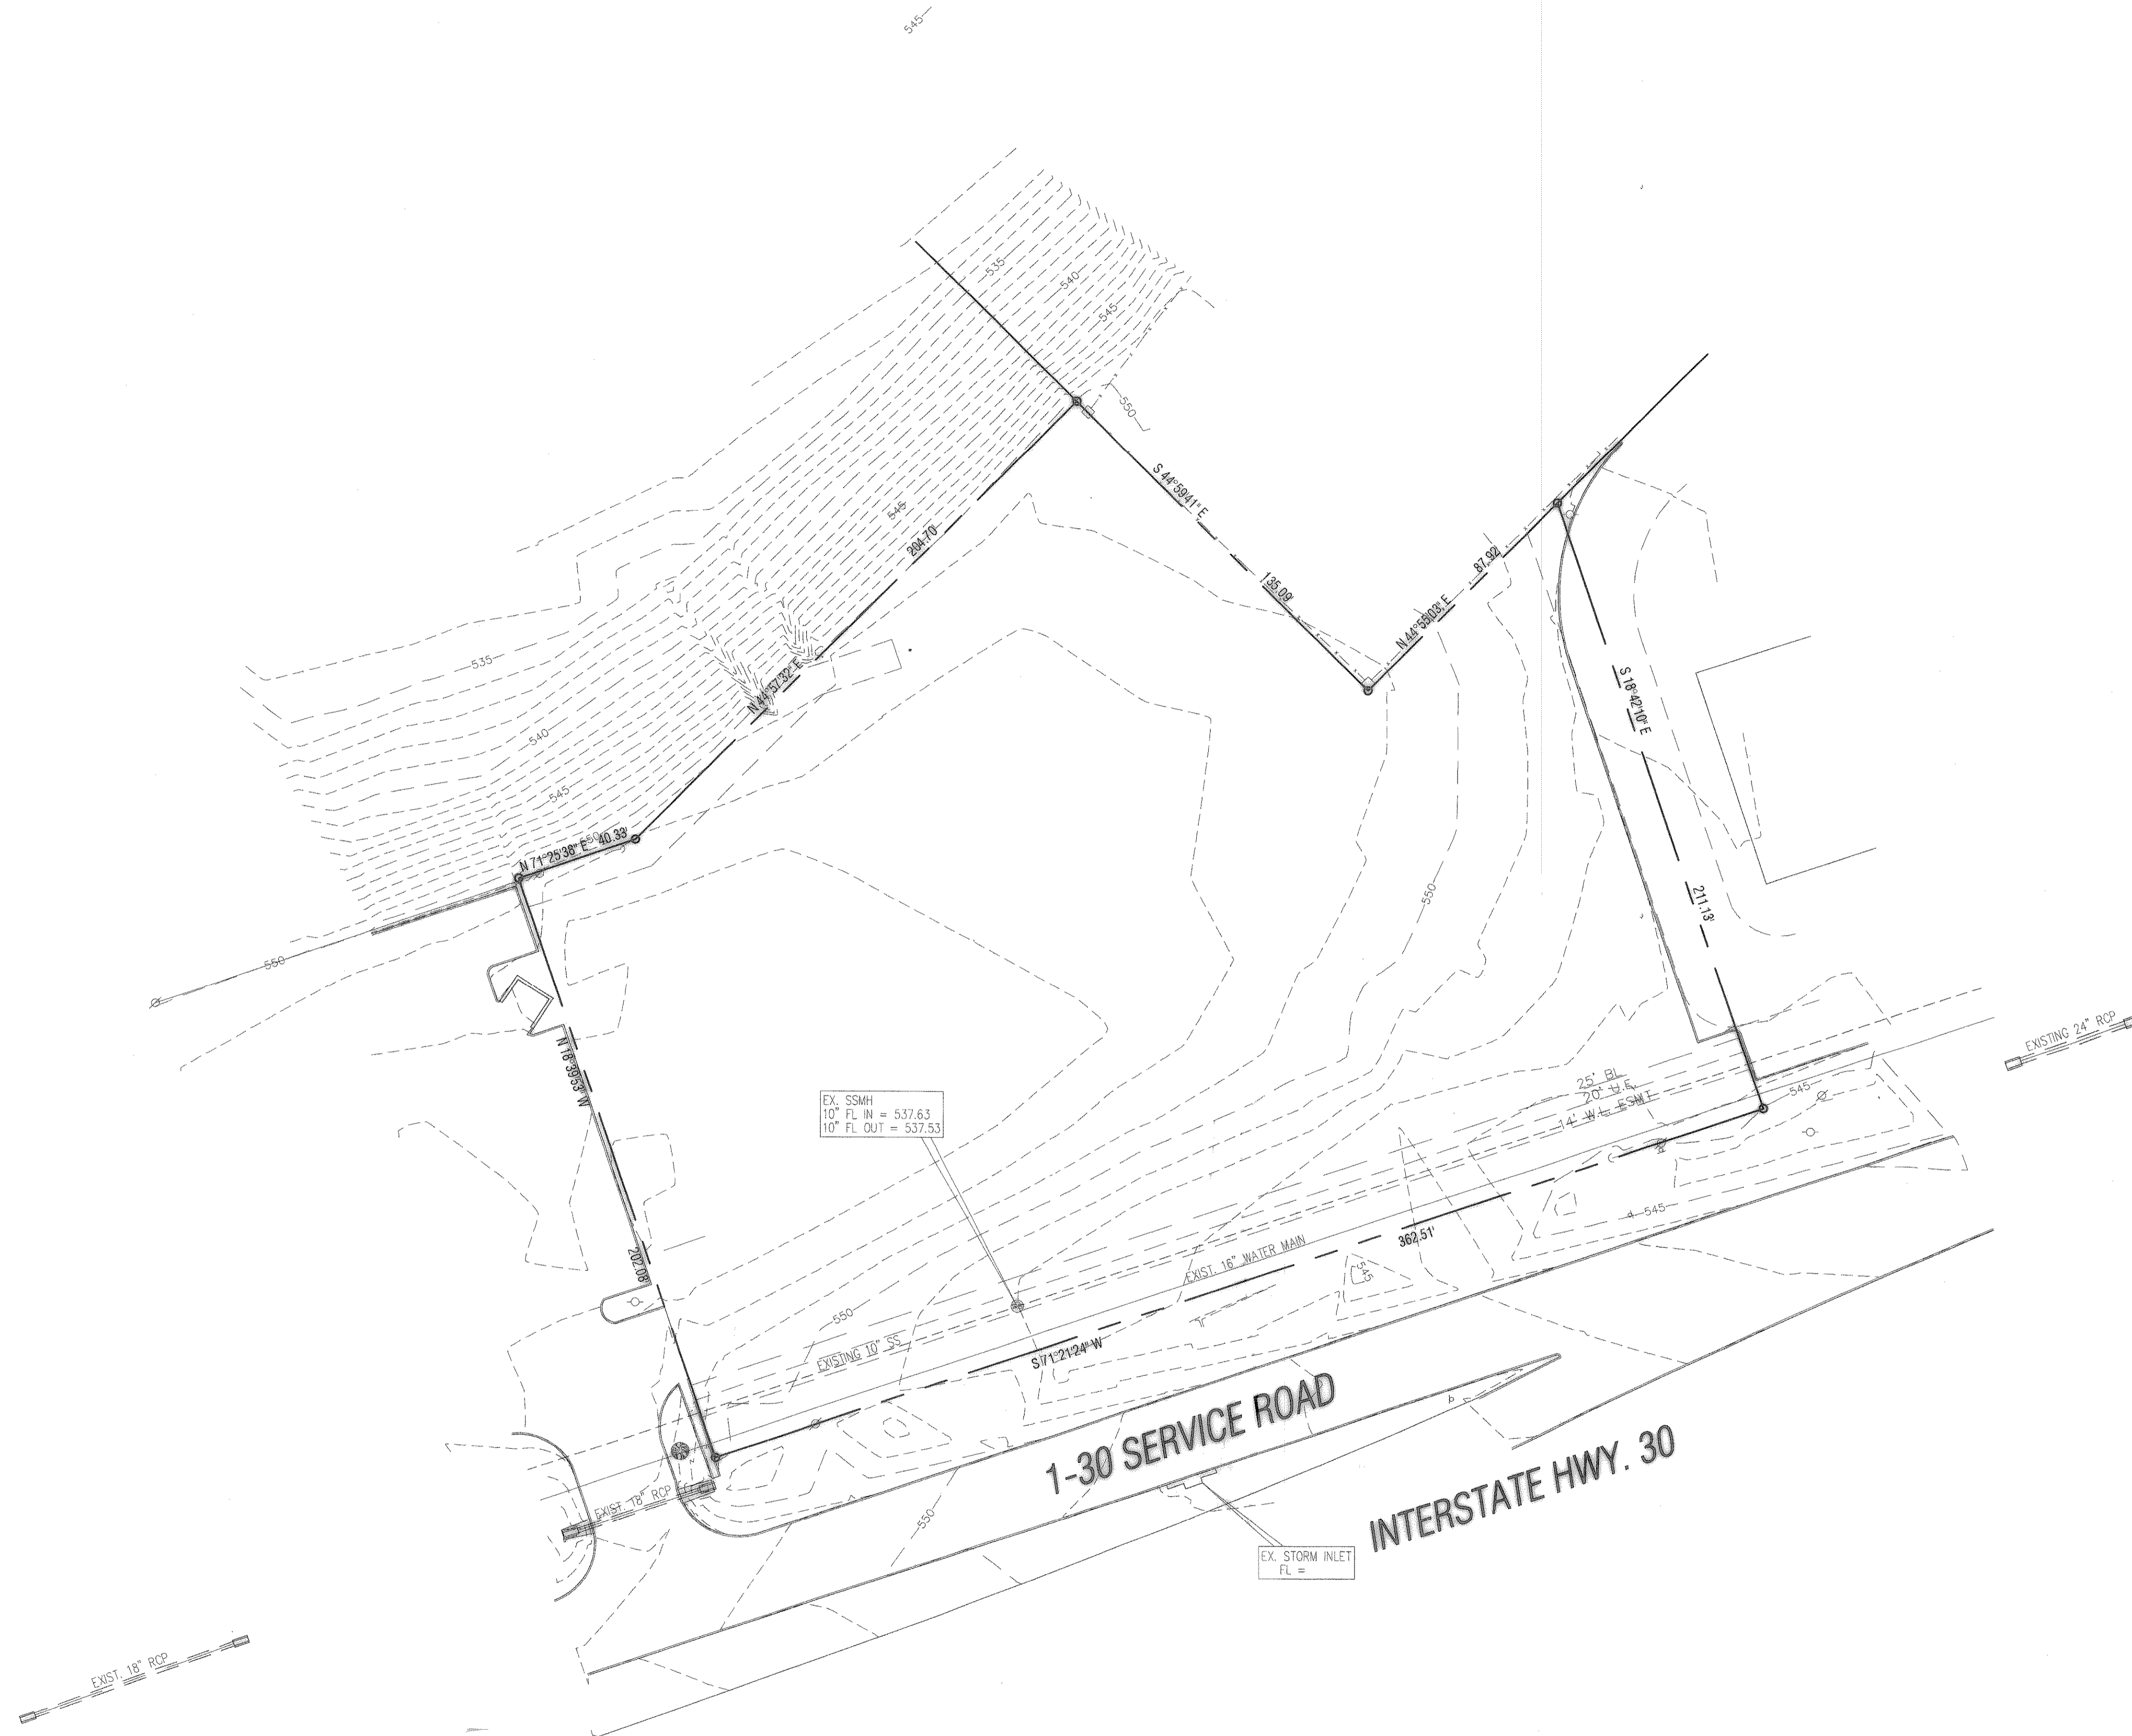 545
535
540
545
550
S 44°59'41" E
545
204.70'
135.09'
87.92'
N 44°55'03" E
535
N 44°57'32" E
S 18°42'10" E
540
545
550
N 71°25'38" E 40.33'
550
211.13'
550
EXISTING 24" RCP
N 18°39'53" W
25' BL
20' U.E.
14' W.L. ESMT
545
EX. SSMH
10" FL IN = 537.63
10" FL OUT = 537.53
545
362.51'
202.08'
EXIST. 16" WATER MAIN
545
550
EXISTING 10" SS
S 71°21'24" W
1-30 SERVICE ROAD
INTERSTATE HWY. 30
EXIST. 18" RCP
550
EX. STORM INLET
FL =
EXIST. 18" RCP